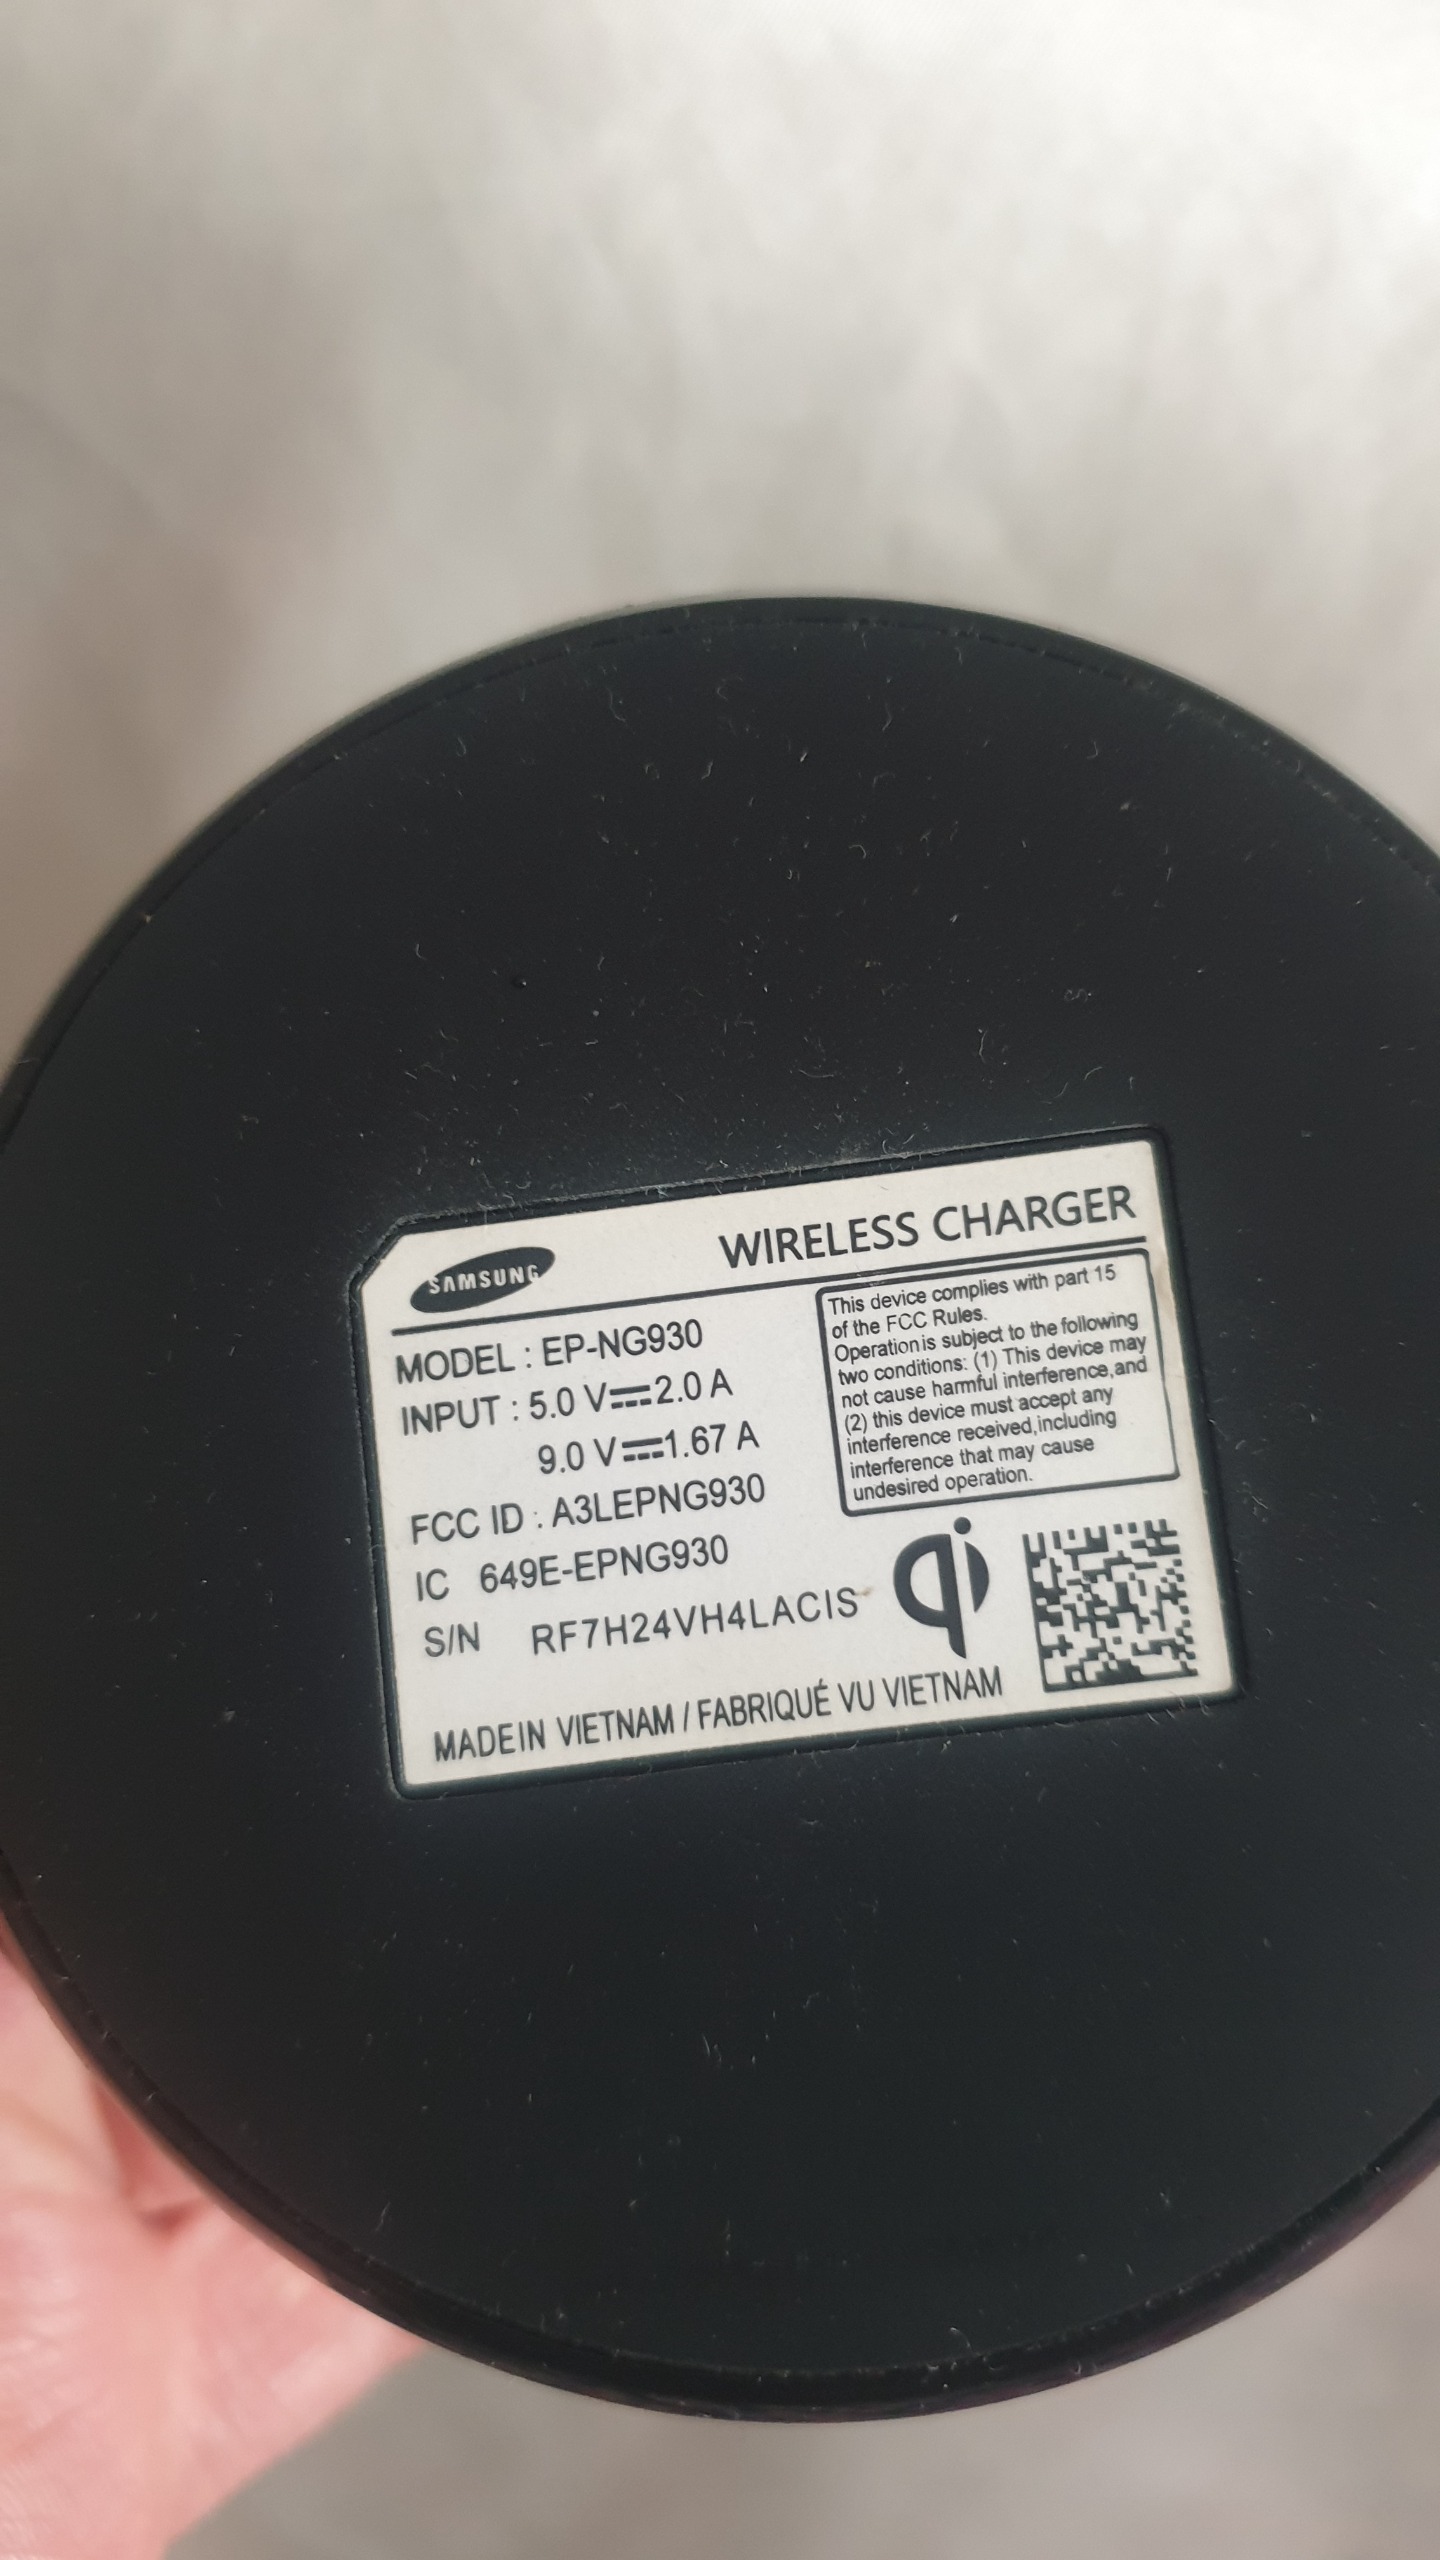 SAMSUNG
WIRELESS CHARGER
MODEL : EP-NG930
INPUT : 5.0 V⎓2.0 A
9.0 V⎓1.67 A
FCC ID : A3LEPNG930
IC 649E-EPNG930
S/N RF7H24VH4LACIS
This device complies with part 15
of the FCC Rules.
Operation is subject to the following
two conditions: (1) This device may
not cause harmful interference,and
(2) this device must accept any
interference received,including
interference that may cause
undesired operation.
qi
MADEIN VIETNAM / FABRIQUÉ VU VIETNAM